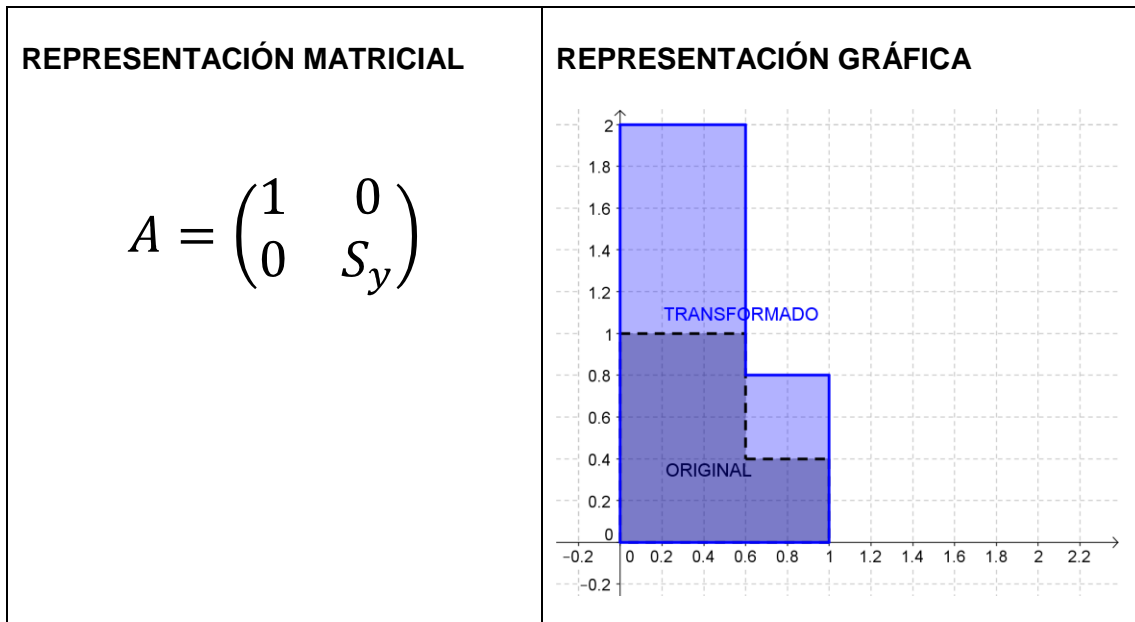 REPRESENTACIÓN MATRICIAL
A = (1 0
0 S_y)
REPRESENTACIÓN GRÁFICA
2
1.8
1.6
1.4
1.2
TRANSFORMADO
1
0.8
0.6
0.4
ORIGINAL
0.2
0
−0.2 0 0.2 0.4 0.6 0.8 1 1.2 1.4 1.6 1.8 2 2.2
−0.2